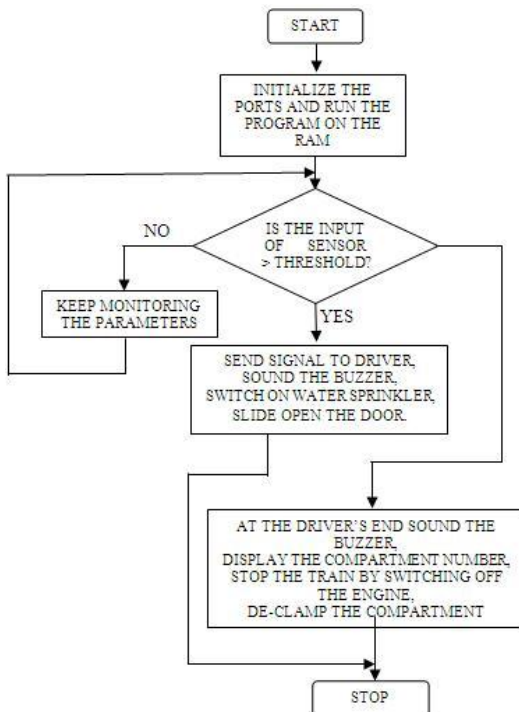 START
INITIALIZE THE
PORTS AND RUN THE
PROGRAM ON THE
RAM
IS THE INPUT
OF SENSOR
> THRESHOLD?
NO
KEEP MONITORING
THE PARAMETERS
YES
SEND SIGNAL TO DRIVER,
SOUND THE BUZZER,
SWITCH ON WATER SPRINKLER,
SLIDE OPEN THE DOOR.
AT THE DRIVER'S END SOUND THE
BUZZER,
DISPLAY THE COMPARTMENT NUMBER,
STOP THE TRAIN BY SWITCHING OFF
THE ENGINE,
DE-CLAMP THE COMPARTMENT
STOP